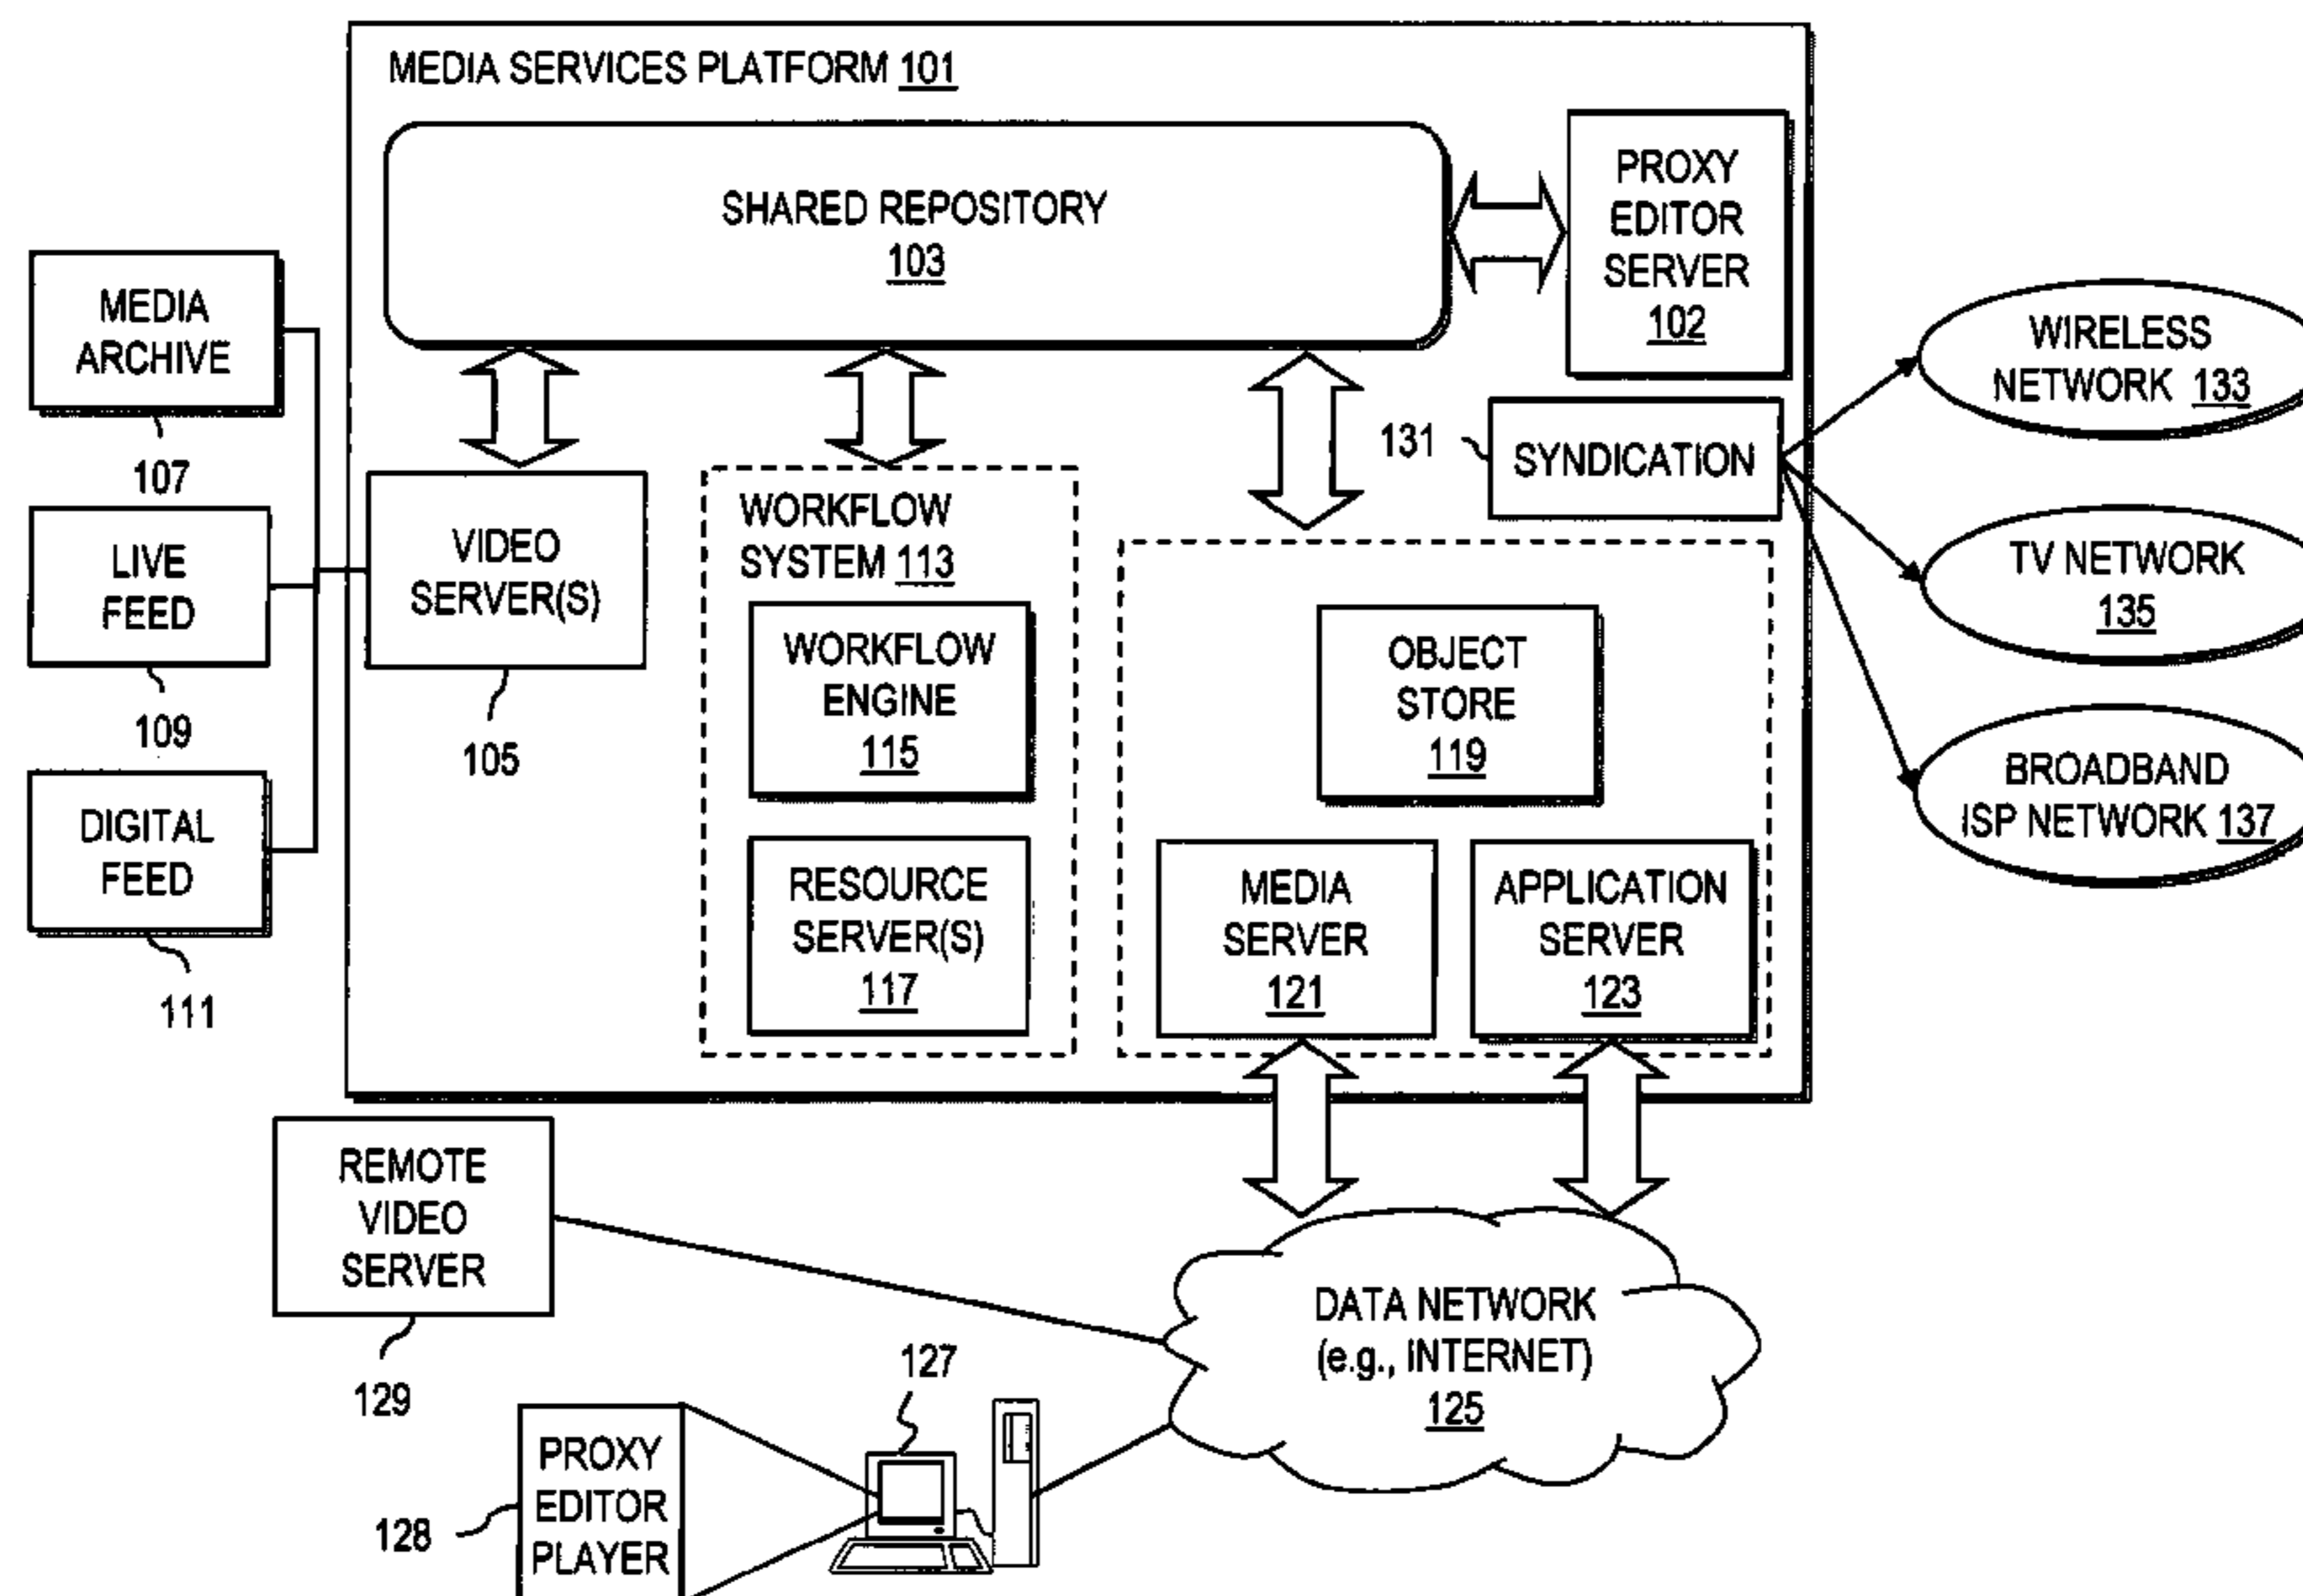 MEDIA SERVICES PLATFORM 101
SHARED REPOSITORY
103
PROXY
EDITOR
SERVER
102
MEDIA
ARCHIVE
107
LIVE
FEED
109
DIGITAL
FEED
111
VIDEO
SERVER(S)
105
WORKFLOW
SYSTEM 113
WORKFLOW
ENGINE
115
RESOURCE
SERVER(S)
117
131
SYNDICATION
OBJECT
STORE
119
MEDIA
SERVER
121
APPLICATION
SERVER
123
WIRELESS
NETWORK 133
TV NETWORK
135
BROADBAND
ISP NETWORK 137
REMOTE
VIDEO
SERVER
129
DATA NETWORK
(e.g., INTERNET)
125
127
128
PROXY
EDITOR
PLAYER